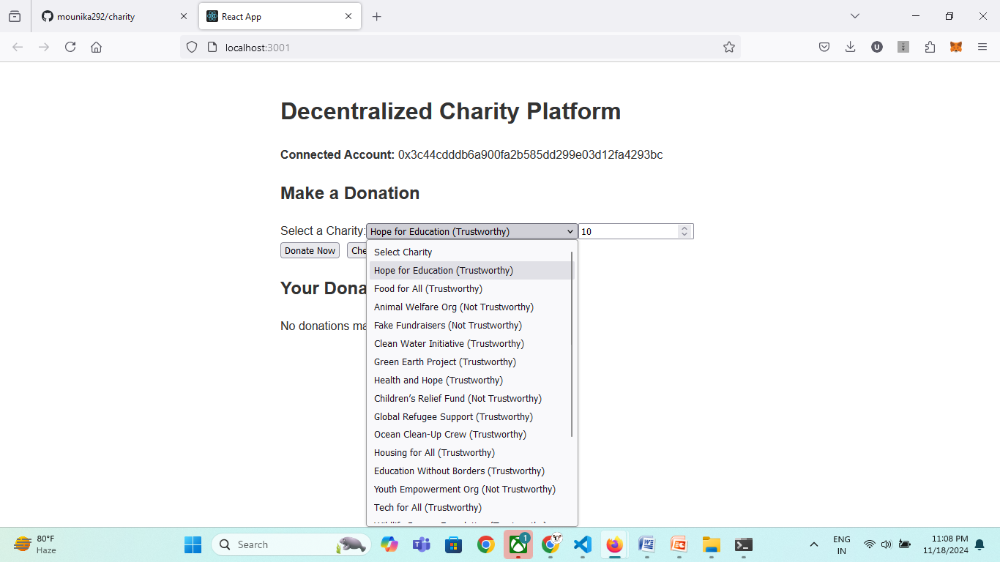 mounika292/charity
React App
localhost:3001
U
Decentralized Charity Platform
Connected Account: 0x3c44cdddb6a900fa2b585dd299e03d12fa4293bc
Make a Donation
Select a Charity: Hope for Education (Trustworthy) 10
Donate Now Che
Select Charity
Hope for Education (Trustworthy)
Food for All (Trustworthy)
Animal Welfare Org (Not Trustworthy)
Fake Fundraisers (Not Trustworthy)
Clean Water Initiative (Trustworthy)
Green Earth Project (Trustworthy)
Health and Hope (Trustworthy)
Children’s Relief Fund (Not Trustworthy)
Global Refugee Support (Trustworthy)
Ocean Clean-Up Crew (Trustworthy)
Housing for All (Trustworthy)
Education Without Borders (Trustworthy)
Youth Empowerment Org (Not Trustworthy)
Tech for All (Trustworthy)
Your Dona
No donations ma
80°F
Haze
Search
1
ENG
IN
11:08 PM
11/18/2024